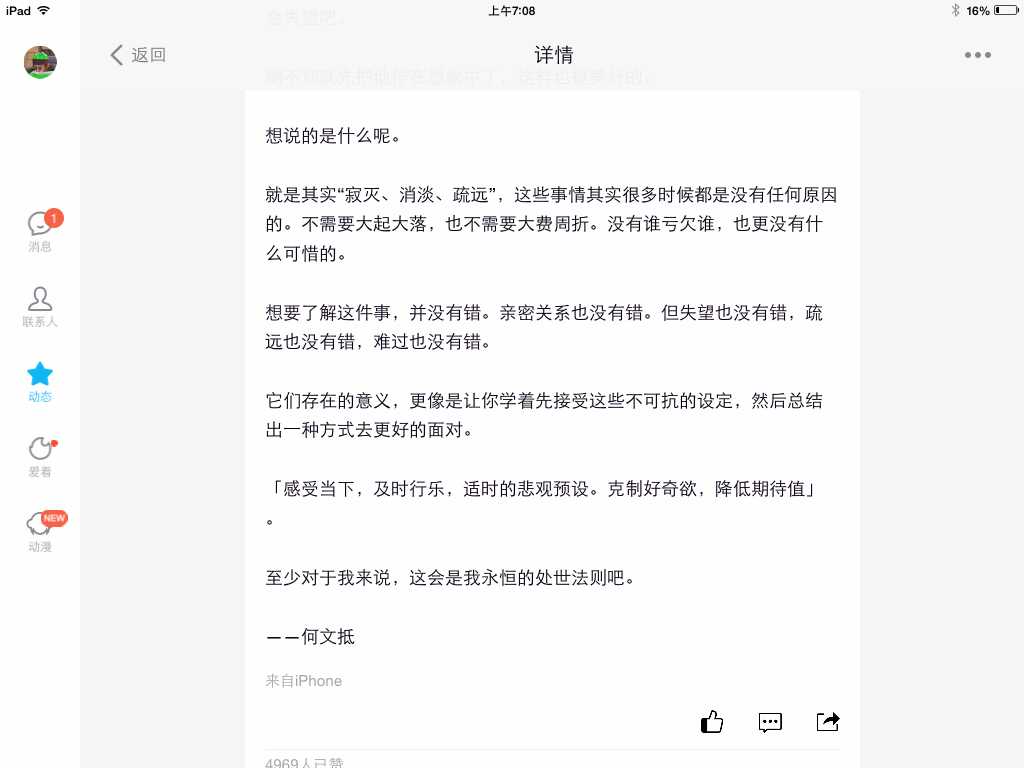 iPad 上午7:08 16%
会失望吧。
返回 详情
想说的是什么呢。
就是其实“寂灭、消淡、疏远”，这些事情其实很多时候都是没有任何原因
的。不需要大起大落，也不需要大费周折。没有谁亏欠谁，也更没有什
么可惜的。
想要了解这件事，并没有错。亲密关系也没有错。但失望也没有错，疏
远也没有错，难过也没有错。
它们存在的意义，更像是让你学着先接受这些不可抗的设定，然后总结
出一种方式去更好的面对。
「感受当下，及时行乐，适时的悲观预设。克制好奇欲，降低期待值」
。
至少对于我来说，这会是我永恒的处世法则吧。
——何文抵
来自iPhone
4969人已赞
1
消息
联系人
动态
爱看
NEW
动漫